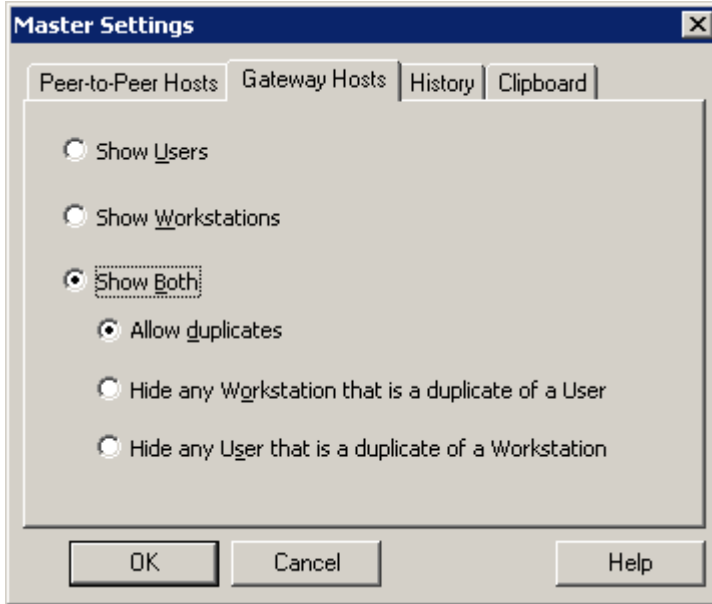 Master Settings
Peer-to-Peer Hosts Gateway Hosts History Clipboard
Show Users
Show Workstations
Show Both
Allow duplicates
Hide any Workstation that is a duplicate of a User
Hide any User that is a duplicate of a Workstation
OK Cancel Help